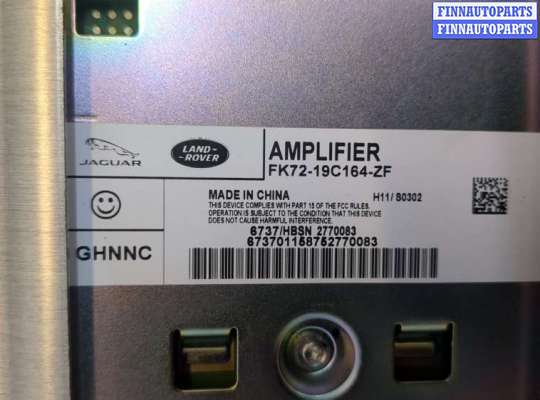 FINNAUTOPARTS
FINNAUTOPARTS
JAGUAR
LAND-
ROVER
AMPLIFIER
FK72-19C164-ZF
MADE IN CHINA
H11/ S0302
THIS DEVICE COMPLIES WITH PART 15 OF THE FCC RULES.
OPERATION IS SUBJECT TO THE CONDITION THAT THIS DEVICE
DOES NOT CAUSE HARMFUL INTERFERENCE.
6737/HBSN 2770083
673701158752770083
GHNNC